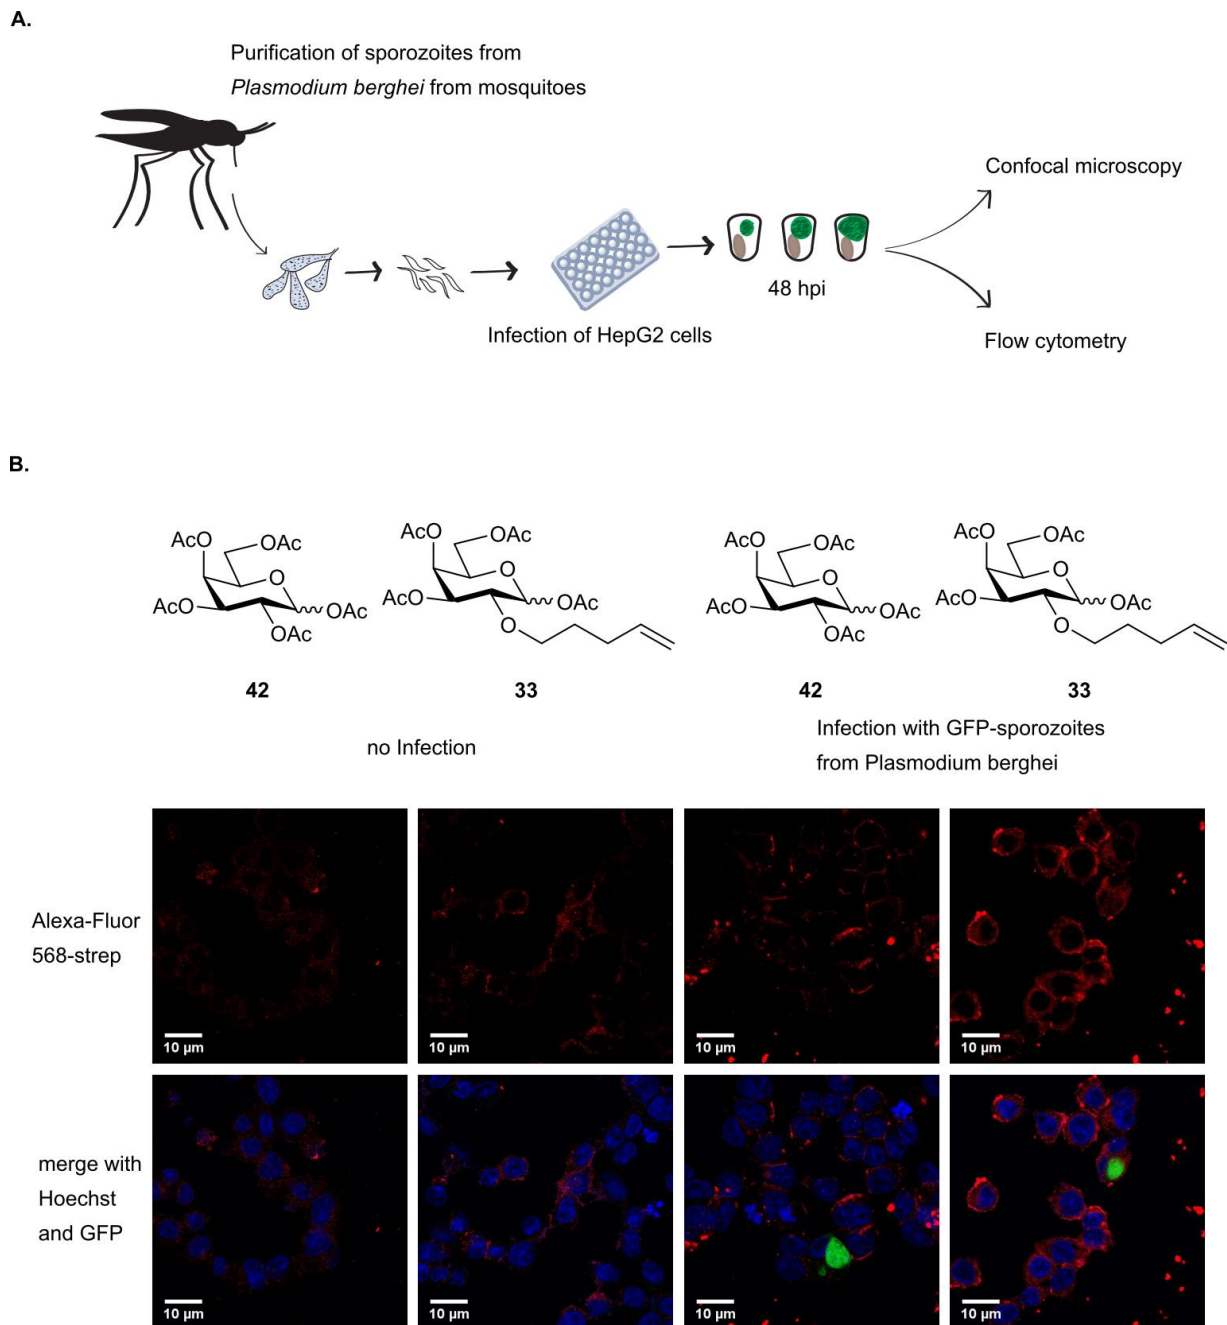 A.
Purification of sporozoites from
Plasmodium berghei from mosquitoes
Confocal microscopy
48 hpi
Infection of HepG2 cells
Flow cytometry
B.
AcO OAc AcO OAc AcO OAc AcO OAc
O O O O
AcO OAc AcO OAc AcO OAc AcO OAc
OAc O OAc O
42 33 42 33
no Infection
Infection with GFP-sporozoites
from Plasmodium berghei
Alexa-Fluor
568-strep
10 µm 10 µm 10 µm 10 µm
merge with
Hoechst
and GFP
10 µm 10 µm 10 µm 10 µm